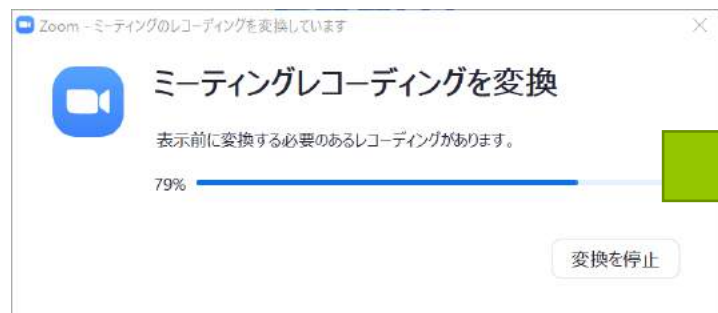 Zoom - ミーティングのレコーディングを変換しています
ミーティングレコーディングを変換
表示前に変換する必要のあるレコーディングがあります。
79%
変換を停止